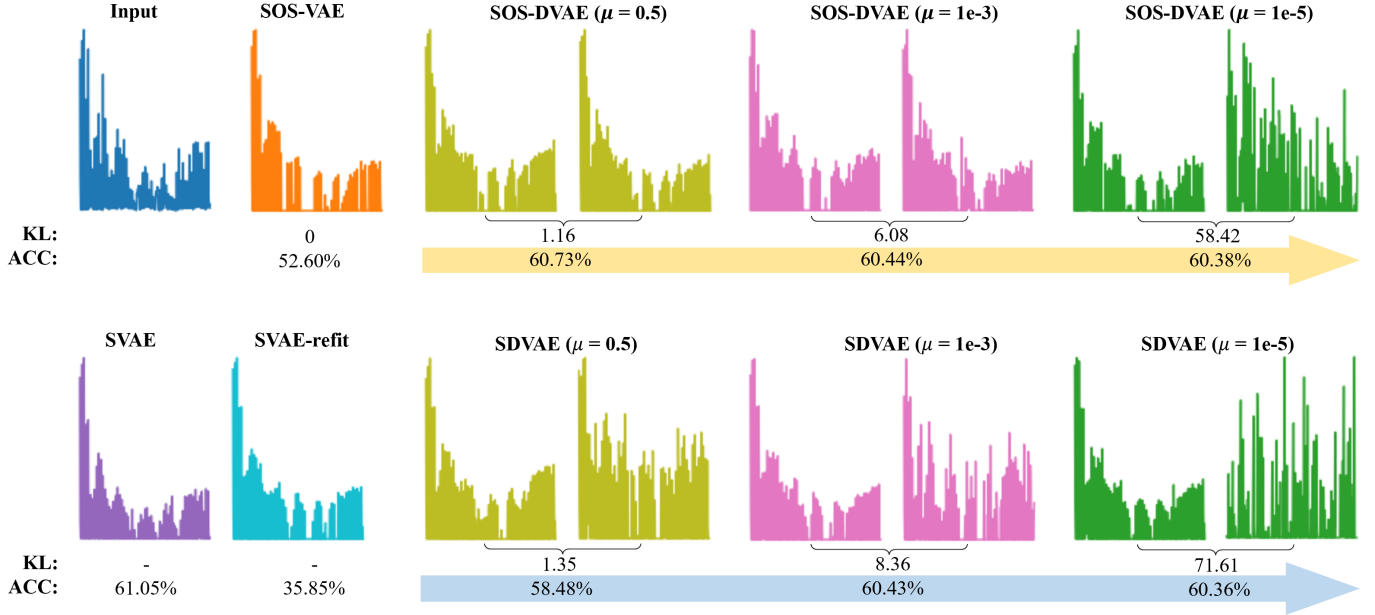 Input SOS-VAE SOS-DVAE (μ = 0.5) SOS-DVAE (μ = 1e-3) SOS-DVAE (μ = 1e-5)
KL: 0 1.16 6.08 58.42
ACC: 52.60% 60.73% 60.44% 60.38%
SVAE SVAE-refit SDVAE (μ = 0.5) SDVAE (μ = 1e-3) SDVAE (μ = 1e-5)
KL: - - 1.35 8.36 71.61
ACC: 61.05% 35.85% 58.48% 60.43% 60.36%